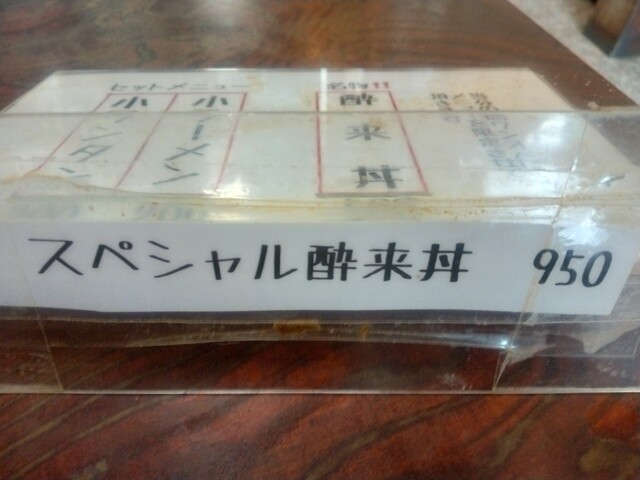 セットメニュー
名物!!
酔来丼
小ラーメン
小タンタン
スペシャル酔来丼 950